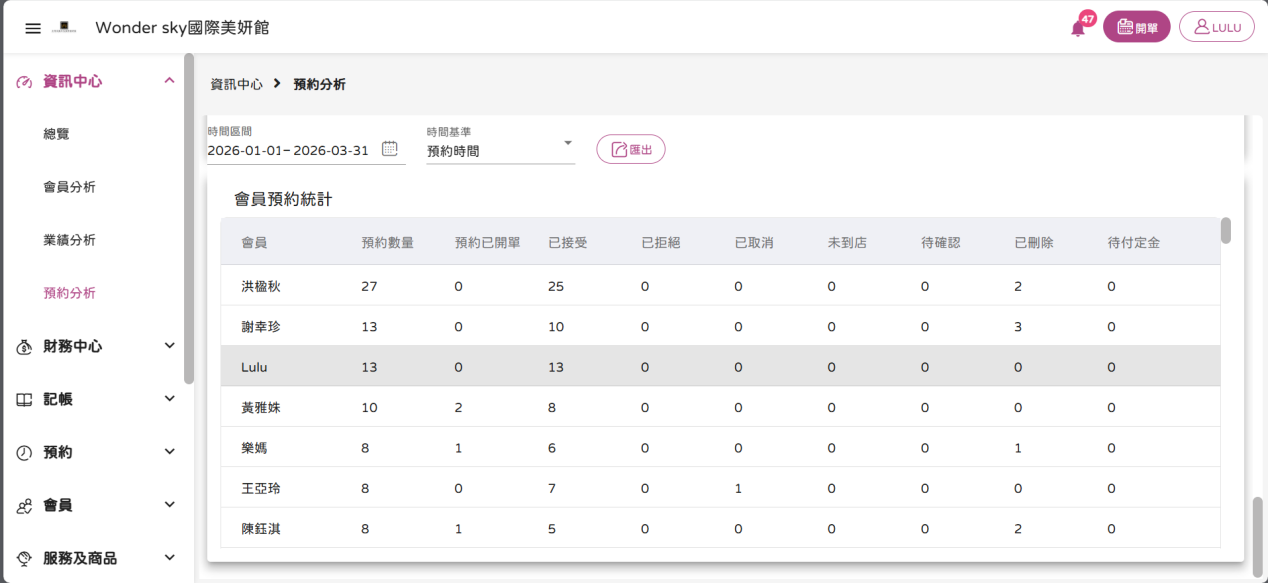 Wonder sky國際美妍館
47
開單
LULU
資訊中心
總覽
會員分析
業績分析
預約分析
財務中心
記帳
預約
會員
服務及商品
資訊中心 預約分析
時間區間
2026-01-01 – 2026-03-31
時間基準
預約時間
匯出
會員預約統計
會員 預約數量 預約已開單 已接受 已拒絕 已取消 未到店 待確認 已刪除 待付定金
洪楹秋 27 0 25 0 0 0 0 2 0
謝幸珍 13 0 10 0 0 0 0 3 0
Lulu 13 0 13 0 0 0 0 0 0
黃雅姝 10 2 8 0 0 0 0 0 0
樂媽 8 1 6 0 0 0 0 1 0
王亞玲 8 0 7 0 1 0 0 0 0
陳鈺淇 8 1 5 0 0 0 0 2 0